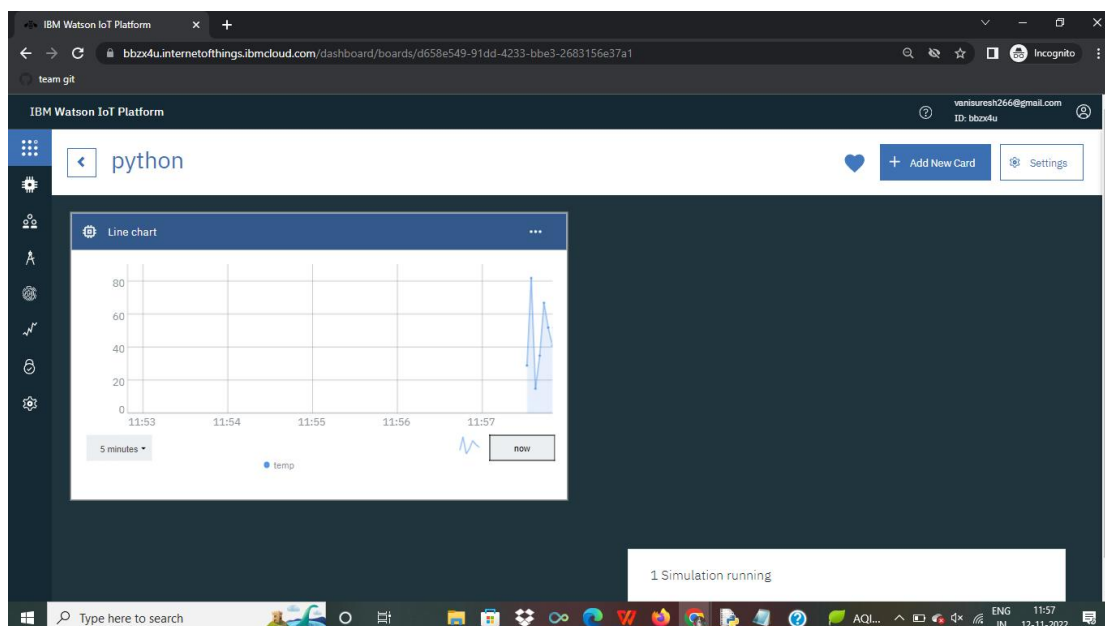 IBM Watson IoT Platform
bbzx4u.internetofthings.ibmcloud.com/dashboard/boards/d658e549-91dd-4233-bbe3-2683156e37a1
Incognito
team git
IBM Watson IoT Platform
vanisuresh266@gmail.com
ID: bbzx4u
python
Add New Card
Settings
Line chart
80
60
40
20
0
11:53 11:54 11:55 11:56 11:57
5 minutes
now
temp
1 Simulation running
Type here to search
AQI...
ENG
IN
11:57
12-11-2022